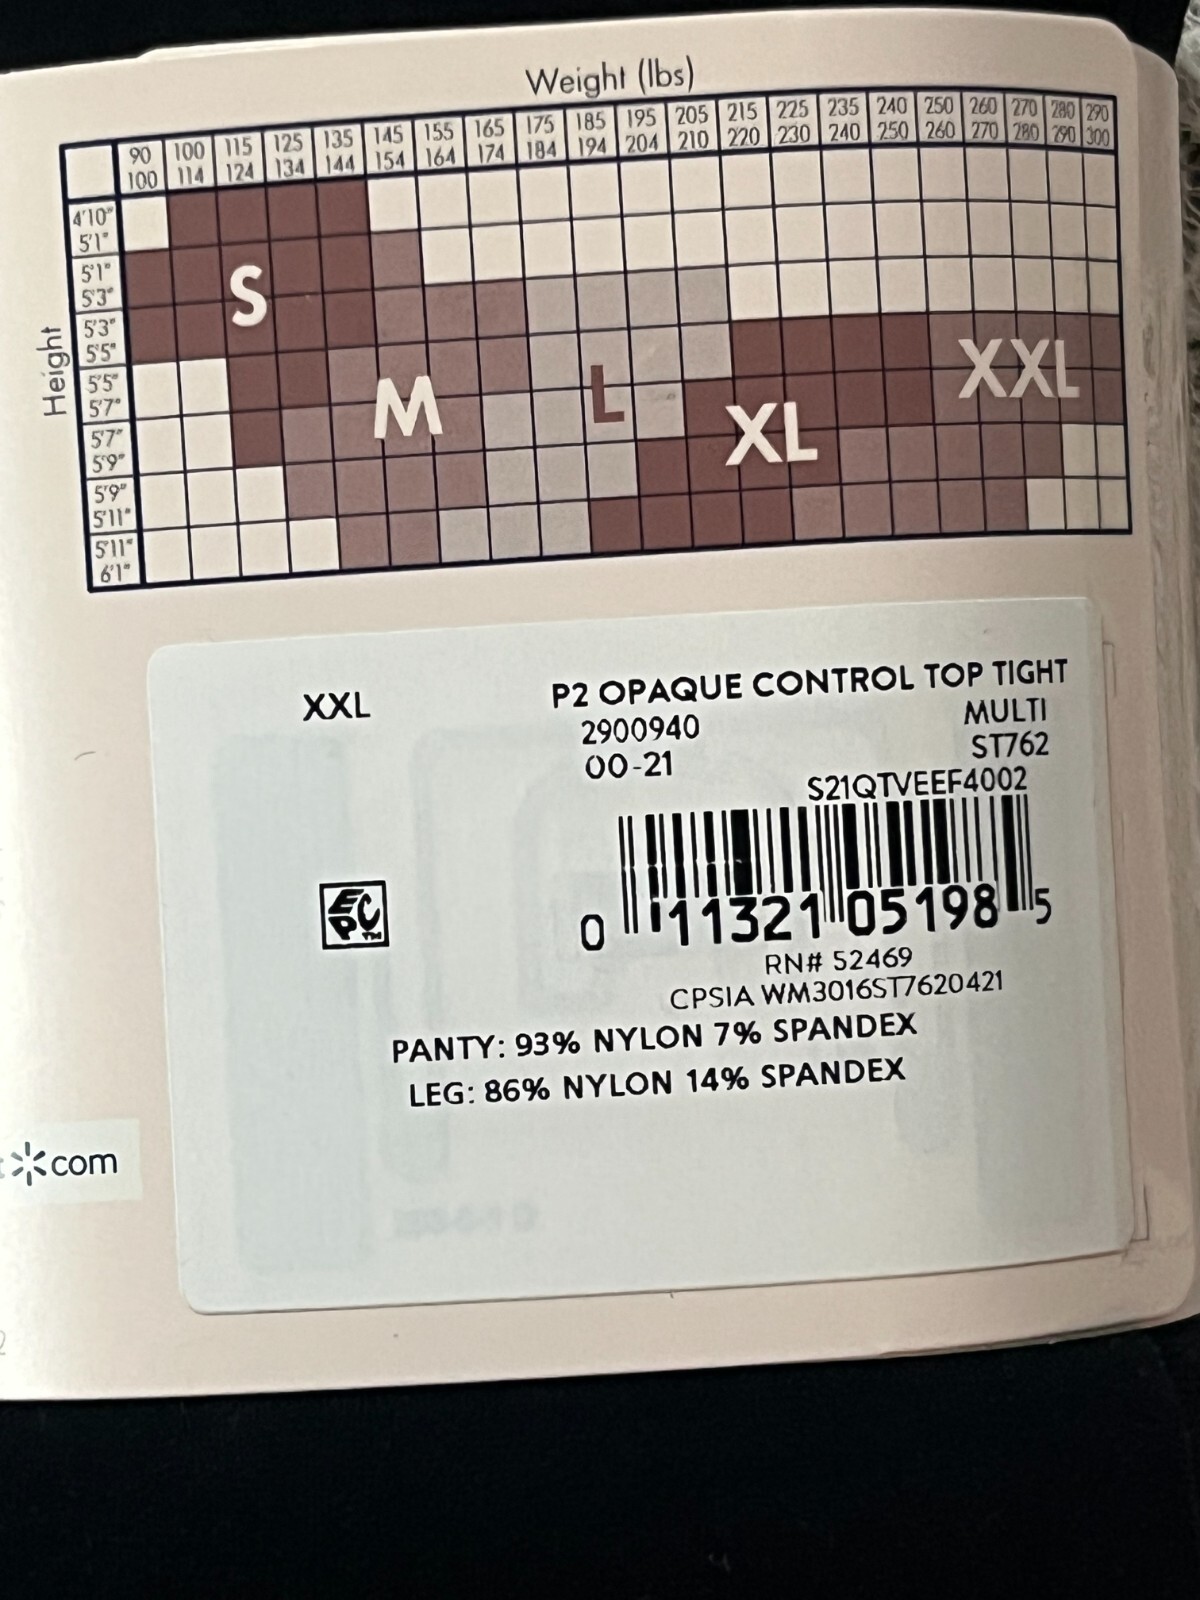 Weight (lbs)
90 100 115 125 135 145 155 165 175 185 195 205 215 225 235 240 250 260 270 280 290
100 114 124 134 144 154 164 174 184 194 204 210 220 230 240 250 260 270 280 290 300
Height
4'10"
5'1"
5'1"
5'3"
5'3"
5'5"
5'5"
5'7"
5'7"
5'9"
5'9"
5'11"
5'11"
6'1"
S
M
L
XL
XXL
XXL
P2 OPAQUE CONTROL TOP TIGHT
2900940 MULTI
00-21 ST762
S21QTVEEF4002
EPC™
0 11321 05198 5
RN# 52469
CPSIA WM3016ST7620421
PANTY: 93% NYLON 7% SPANDEX
LEG: 86% NYLON 14% SPANDEX
com